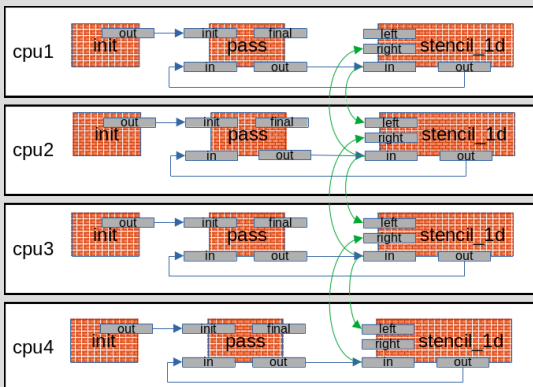 out init final left
cpu1 init pass right stencil_1d
in out in out
out init final left
cpu2 init pass right stencil_1d
in out in out
out init final left
cpu3 init pass right stencil_1d
in out in out
out init final left
cpu4 init pass right stencil_1d
in out in out